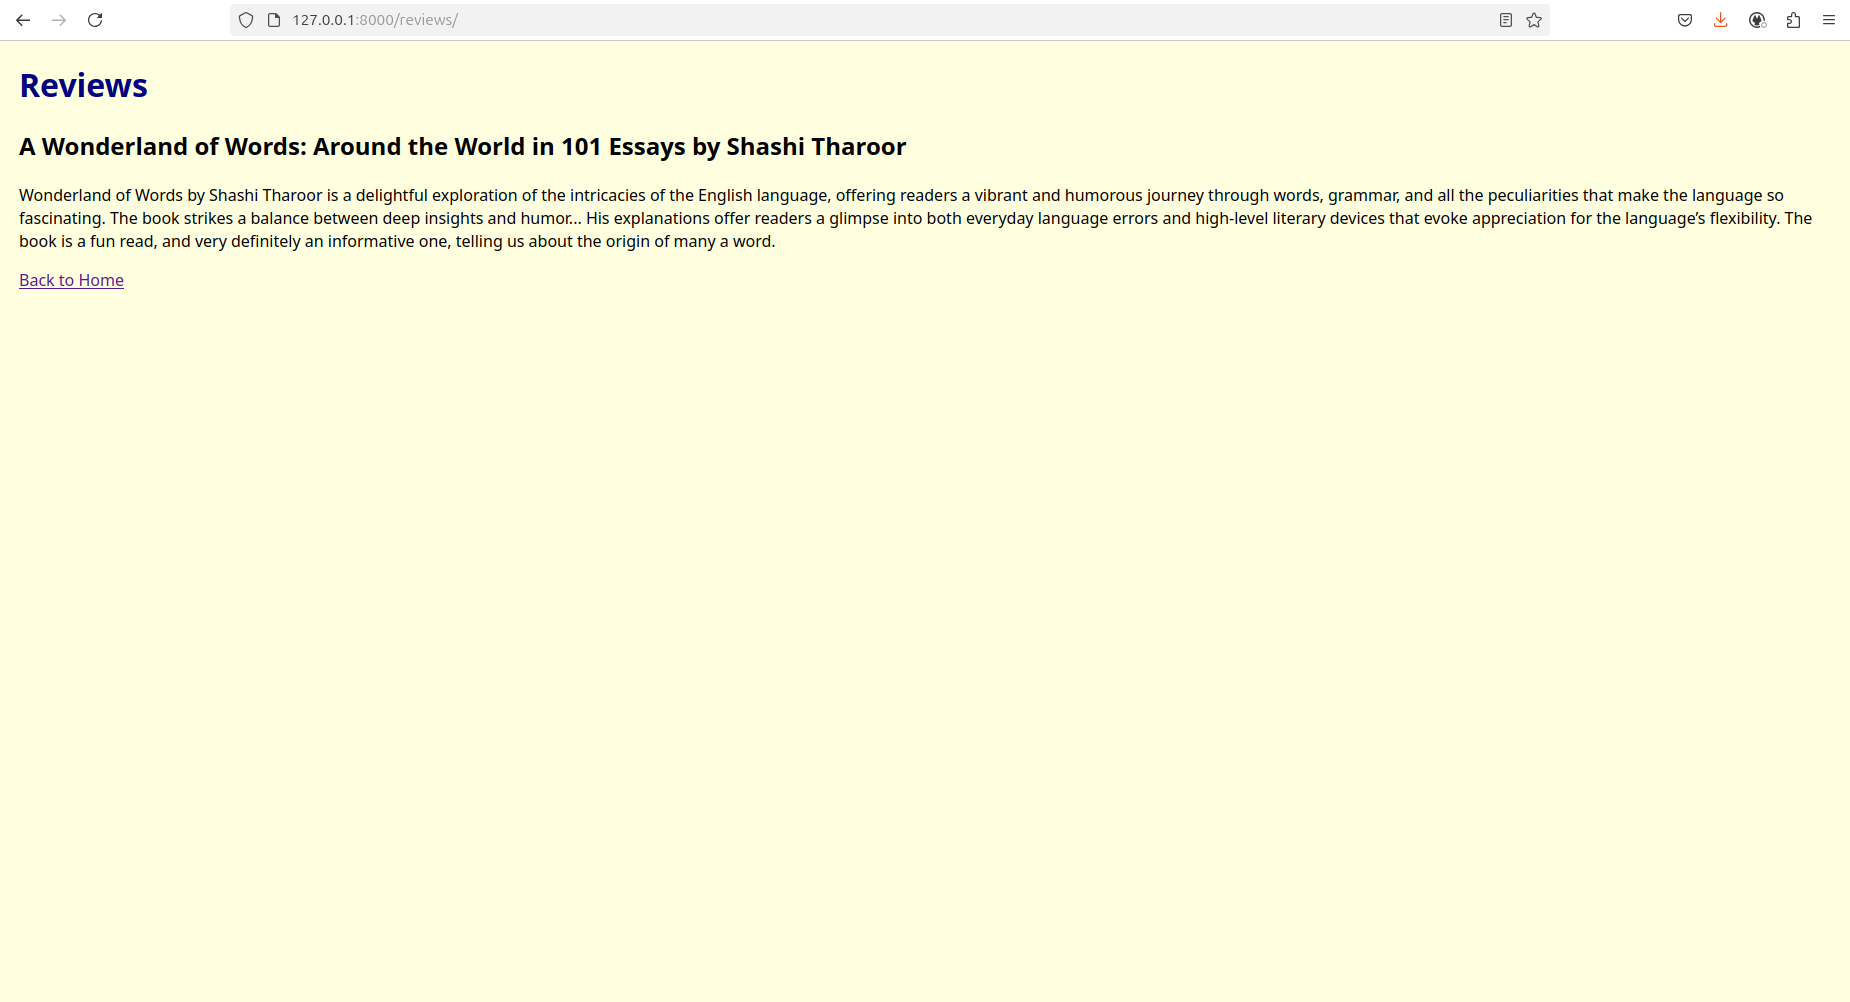 127.0.0.1:8000/reviews/
Reviews
A Wonderland of Words: Around the World in 101 Essays by Shashi Tharoor
Wonderland of Words by Shashi Tharoor is a delightful exploration of the intricacies of the English language, offering readers a vibrant and humorous journey through words, grammar, and all the peculiarities that make the language so
fascinating. The book strikes a balance between deep insights and humor... His explanations offer readers a glimpse into both everyday language errors and high-level literary devices that evoke appreciation for the language’s flexibility. The
book is a fun read, and very definitely an informative one, telling us about the origin of many a word.
Back to Home